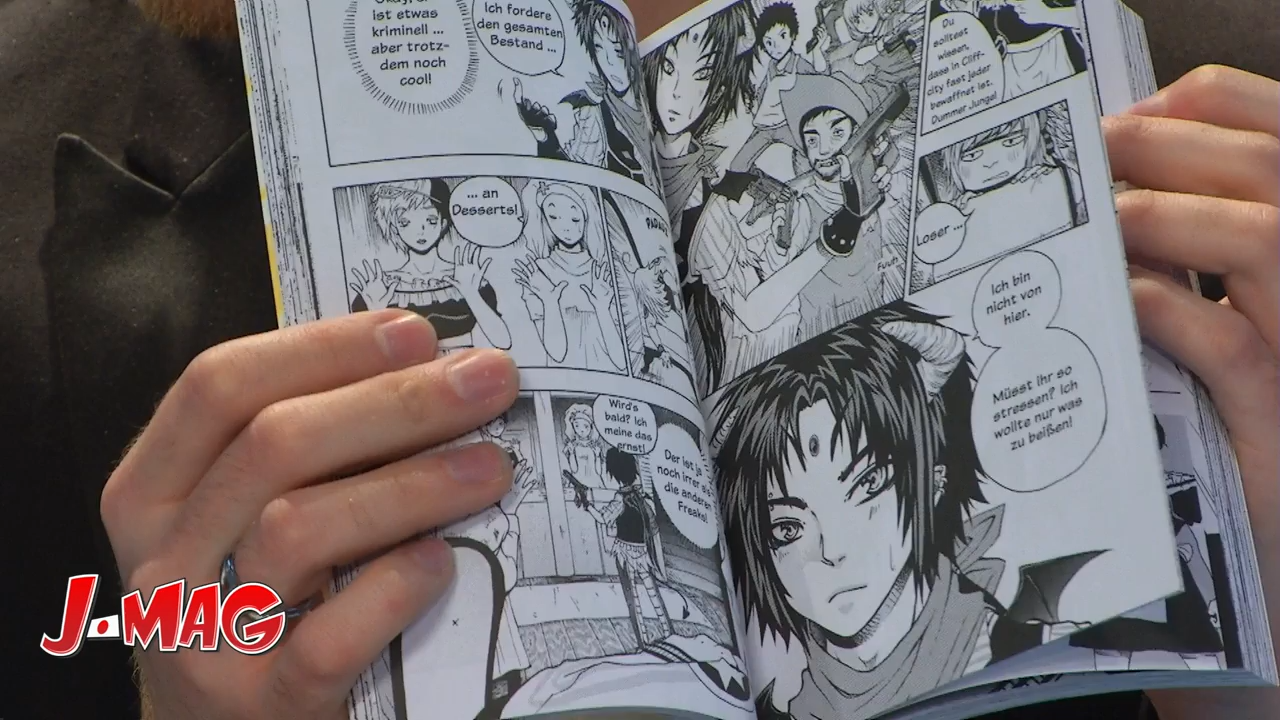 ist etwas
kriminell ...
aber trotz-
dem noch
cool!
Ich fordere
den gesamten
Bestand ...
... an
Desserts!
Wird's
bald? Ich
meine das
ernst!
Der ist ja
noch irrer als
die anderen
Freaks!
Du
solltest
wissen,
dass in Cliff-
city fast jeder
bewaffnet ist.
Dummer Junge!
Fuuh
Loser ...
Ich bin
nicht von
hier.
Müsst ihr so
stressen? Ich
wollte nur was
zu beißen!
J-MAG